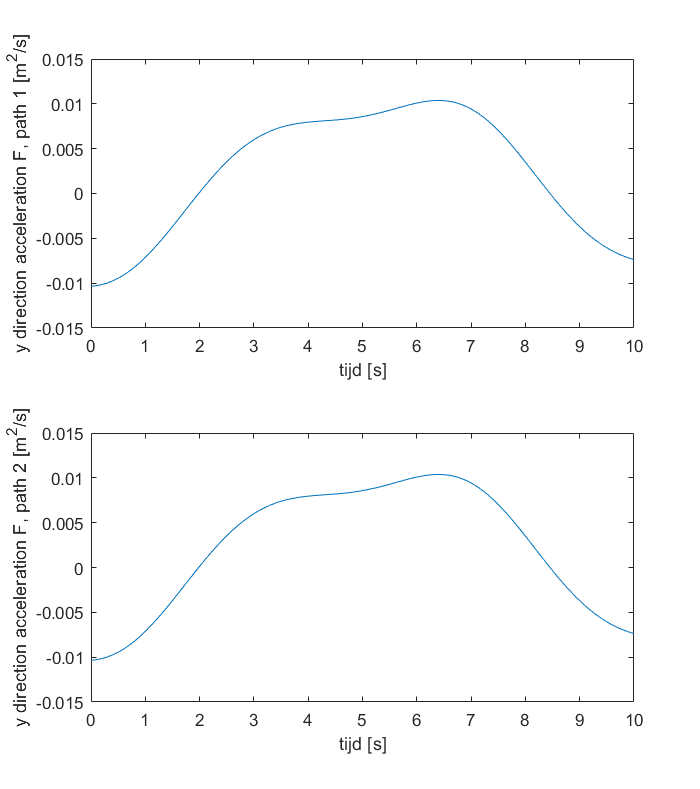 y direction acceleration F, path 1 [m²/s]
0.015
0.01
0.005
0
-0.005
-0.01
-0.015
0 1 2 3 4 5 6 7 8 9 10
tijd [s]
y direction acceleration F, path 2 [m²/s]
0.015
0.01
0.005
0
-0.005
-0.01
-0.015
0 1 2 3 4 5 6 7 8 9 10
tijd [s]